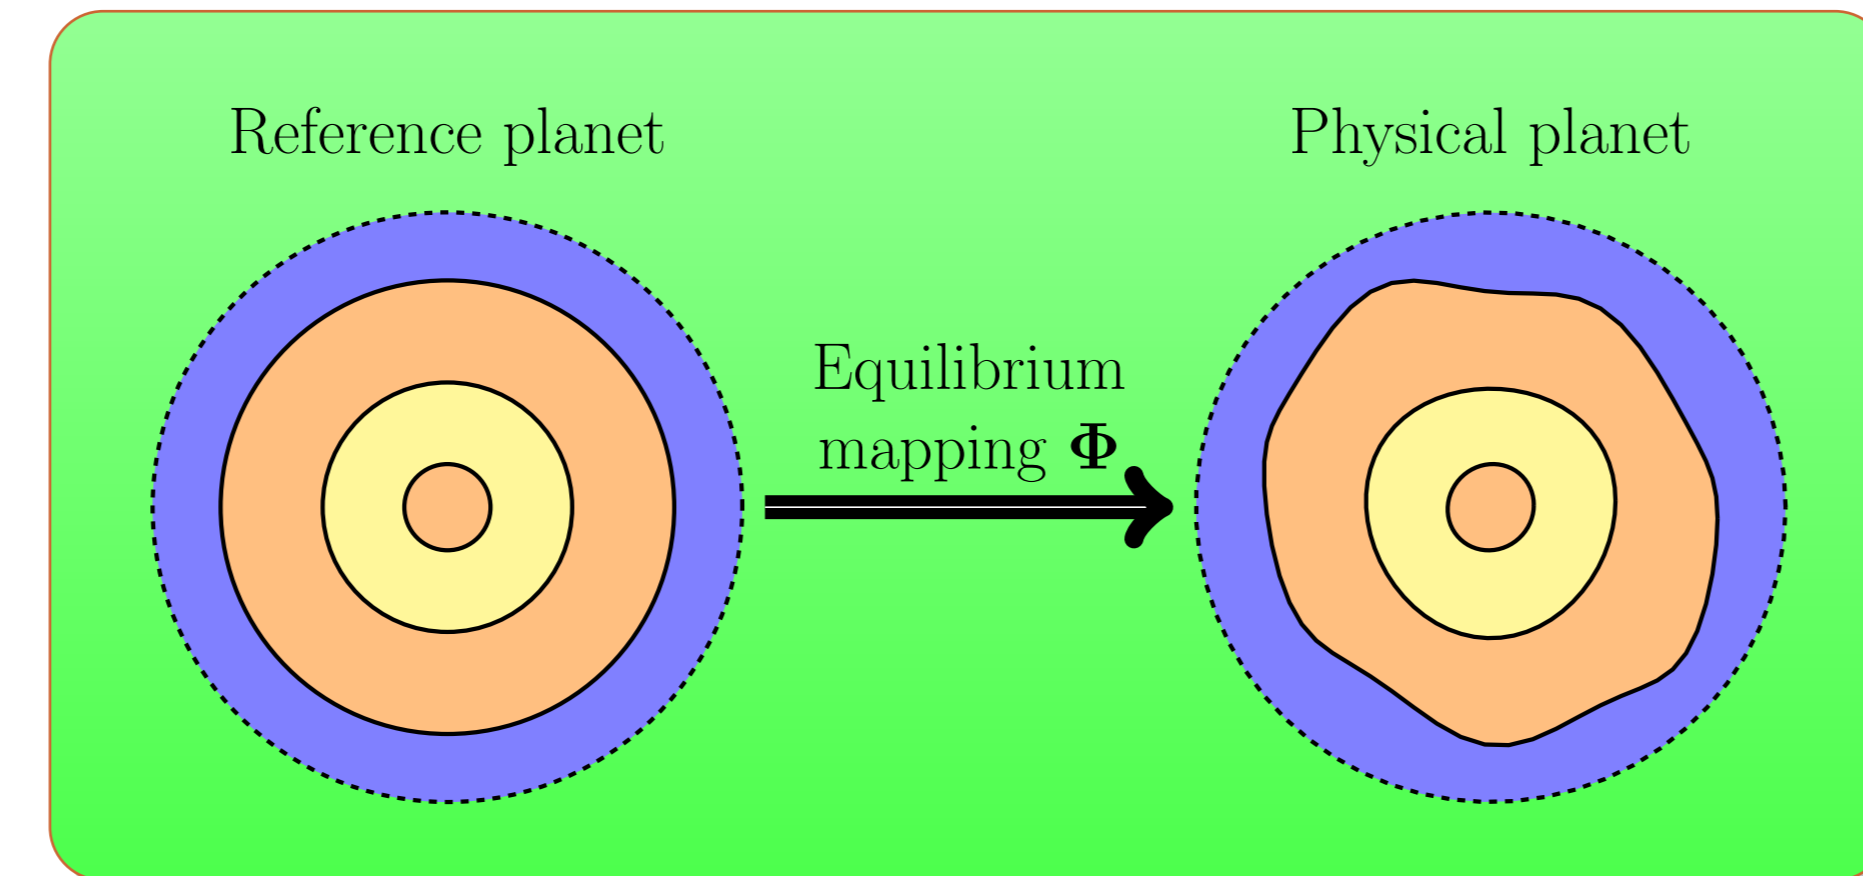 Reference planet
Physical planet
Equilibrium
mapping Φ